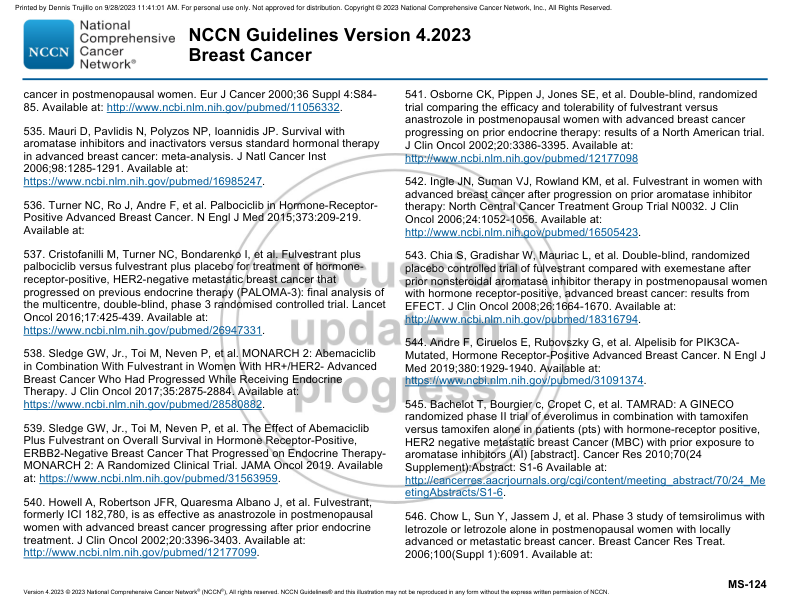 Printed by Dennis Trujillo on 9/28/2023 11:41:01 AM. For personal use only. Not approved for distribution. Copyright © 2023 National Comprehensive Cancer Network, Inc., All Rights Reserved.
NCCN
National
Comprehensive
Cancer
Network®
NCCN Guidelines Version 4.2023
Breast Cancer
cancer in postmenopausal women. Eur J Cancer 2000;36 Suppl 4:S84-
85. Available at: http://www.ncbi.nlm.nih.gov/pubmed/11056332.
535. Mauri D, Pavlidis N, Polyzos NP, Ioannidis JP. Survival with
aromatase inhibitors and inactivators versus standard hormonal therapy
in advanced breast cancer: meta-analysis. J Natl Cancer Inst
2006;98:1285-1291. Available at:
https://www.ncbi.nlm.nih.gov/pubmed/16985247.
536. Turner NC, Ro J, Andre F, et al. Palbociclib in Hormone-Receptor-
Positive Advanced Breast Cancer. N Engl J Med 2015;373:209-219.
Available at:
537. Cristofanilli M, Turner NC, Bondarenko I, et al. Fulvestrant plus
palbociclib versus fulvestrant plus placebo for treatment of hormone-
receptor-positive, HER2-negative metastatic breast cancer that
progressed on previous endocrine therapy (PALOMA-3): final analysis of
the multicentre, double-blind, phase 3 randomised controlled trial. Lancet
Oncol 2016;17:425-439. Available at:
https://www.ncbi.nlm.nih.gov/pubmed/26947331.
538. Sledge GW, Jr., Toi M, Neven P, et al. MONARCH 2: Abemaciclib
in Combination With Fulvestrant in Women With HR+/HER2- Advanced
Breast Cancer Who Had Progressed While Receiving Endocrine
Therapy. J Clin Oncol 2017;35:2875-2884. Available at:
https://www.ncbi.nlm.nih.gov/pubmed/28580882.
539. Sledge GW, Jr., Toi M, Neven P, et al. The Effect of Abemaciclib
Plus Fulvestrant on Overall Survival in Hormone Receptor-Positive,
ERBB2-Negative Breast Cancer That Progressed on Endocrine Therapy-
MONARCH 2: A Randomized Clinical Trial. JAMA Oncol 2019. Available
at: https://www.ncbi.nlm.nih.gov/pubmed/31563959.
540. Howell A, Robertson JFR, Quaresma Albano J, et al. Fulvestrant,
formerly ICI 182,780, is as effective as anastrozole in postmenopausal
women with advanced breast cancer progressing after prior endocrine
treatment. J Clin Oncol 2002;20:3396-3403. Available at:
http://www.ncbi.nlm.nih.gov/pubmed/12177099.
541. Osborne CK, Pippen J, Jones SE, et al. Double-blind, randomized
trial comparing the efficacy and tolerability of fulvestrant versus
anastrozole in postmenopausal women with advanced breast cancer
progressing on prior endocrine therapy: results of a North American trial.
J Clin Oncol 2002;20:3386-3395. Available at:
http://www.ncbi.nlm.nih.gov/pubmed/12177098
542. Ingle JN, Suman VJ, Rowland KM, et al. Fulvestrant in women with
advanced breast cancer after progression on prior aromatase inhibitor
therapy: North Central Cancer Treatment Group Trial N0032. J Clin
Oncol 2006;24:1052-1056. Available at:
http://www.ncbi.nlm.nih.gov/pubmed/16505423.
543. Chia S, Gradishar W, Mauriac L, et al. Double-blind, randomized
placebo controlled trial of fulvestrant compared with exemestane after
prior nonsteroidal aromatase inhibitor therapy in postmenopausal women
with hormone receptor-positive, advanced breast cancer: results from
EFECT. J Clin Oncol 2008;26:1664-1670. Available at:
http://www.ncbi.nlm.nih.gov/pubmed/18316794.
544. Andre F, Ciruelos E, Rubovszky G, et al. Alpelisib for PIK3CA-
Mutated, Hormone Receptor-Positive Advanced Breast Cancer. N Engl J
Med 2019;380:1929-1940. Available at:
https://www.ncbi.nlm.nih.gov/pubmed/31091374.
545. Bachelot T, Bourgier c, Cropet C, et al. TAMRAD: A GINECO
randomized phase II trial of everolimus in combination with tamoxifen
versus tamoxifen alone in patients (pts) with hormone-receptor positive,
HER2 negative metastatic breast Cancer (MBC) with prior exposure to
aromatase inhibitors (AI) [abstract]. Cancer Res 2010;70(24
Supplement):Abstract: S1-6 Available at:
http://cancerres.aacrjournals.org/cgi/content/meeting_abstract/70/24_Me
etingAbstracts/S1-6.
546. Chow L, Sun Y, Jassem J, et al. Phase 3 study of temsirolimus with
letrozole or letrozole alone in postmenopausal women with locally
advanced or metastatic breast cancer. Breast Cancer Res Treat.
2006;100(Suppl 1):6091. Available at:
Discussion
update in
progress
MS-124
Version 4.2023 © 2023 National Comprehensive Cancer Network® (NCCN®), All rights reserved. NCCN Guidelines® and this illustration may not be reproduced in any form without the express written permission of NCCN.